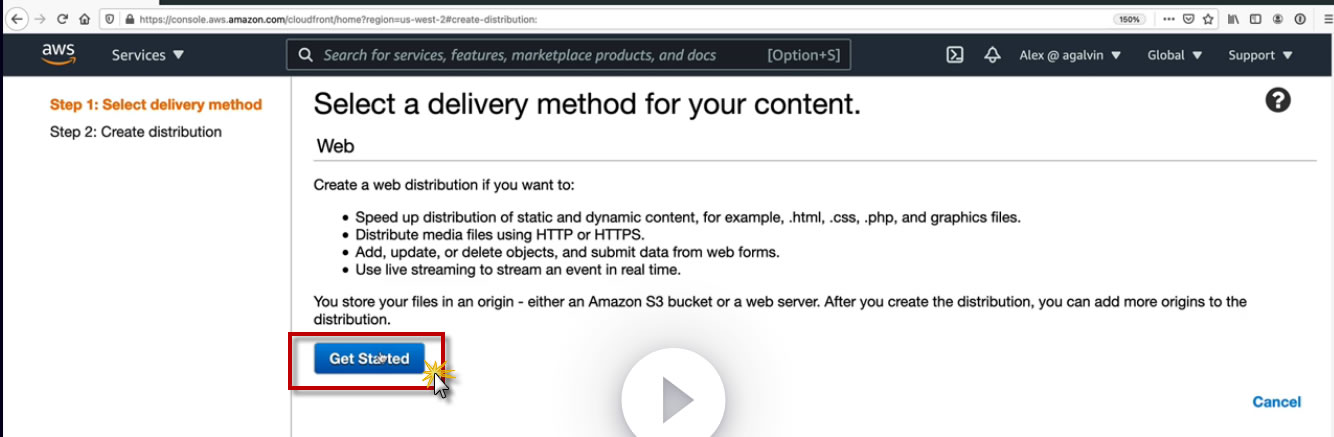 https://console.aws.amazon.com/cloudfront/home?region=us-west-2#create-distribution:
150%
aws
Services
Search for services, features, marketplace products, and docs
[Option+S]
Alex @ agalvin
Global
Support
Step 1: Select delivery method
Step 2: Create distribution
Select a delivery method for your content.
?
Web
Create a web distribution if you want to:
• Speed up distribution of static and dynamic content, for example, .html, .css, .php, and graphics files.
• Distribute media files using HTTP or HTTPS.
• Add, update, or delete objects, and submit data from web forms.
• Use live streaming to stream an event in real time.
You store your files in an origin - either an Amazon S3 bucket or a web server. After you create the distribution, you can add more origins to the
distribution.
Get Started
Cancel